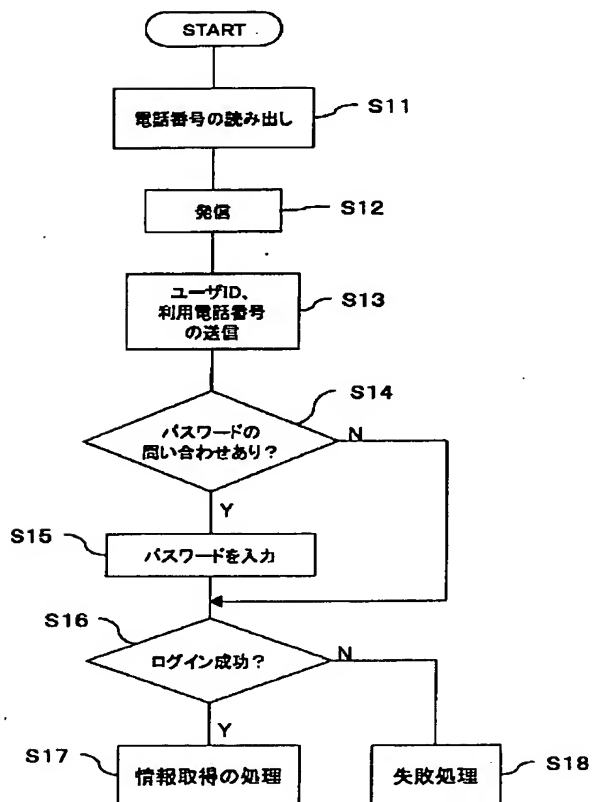 START
電話番号の読み出し
S11
発信
S12
ユーザID、
利用電話番号
の送信
S13
S14
パスワードの
問い合わせあり?
N
Y
S15
パスワードを入力
S16
ログイン成功?
N
Y
S17
情報取得の処理
失敗処理
S18